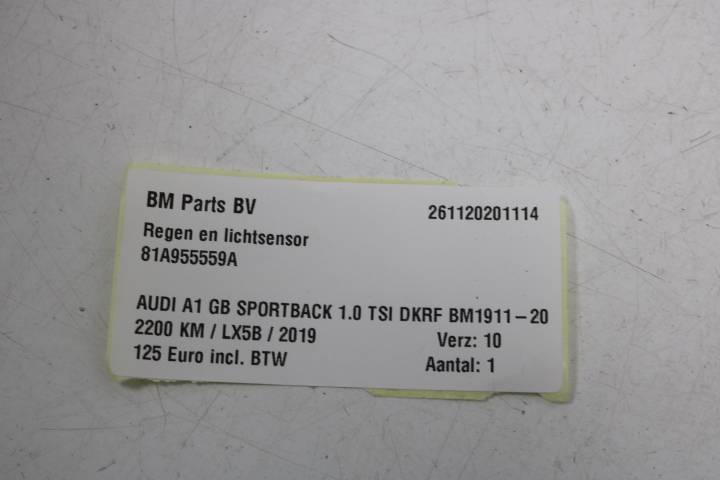 BM Parts BV 261120201114
Regen en lichtsensor
81A955559A
AUDI A1 GB SPORTBACK 1.0 TSI DKRF BM1911-20
2200 KM / LX5B / 2019 Verz: 10
125 Euro incl. BTW Aantal: 1